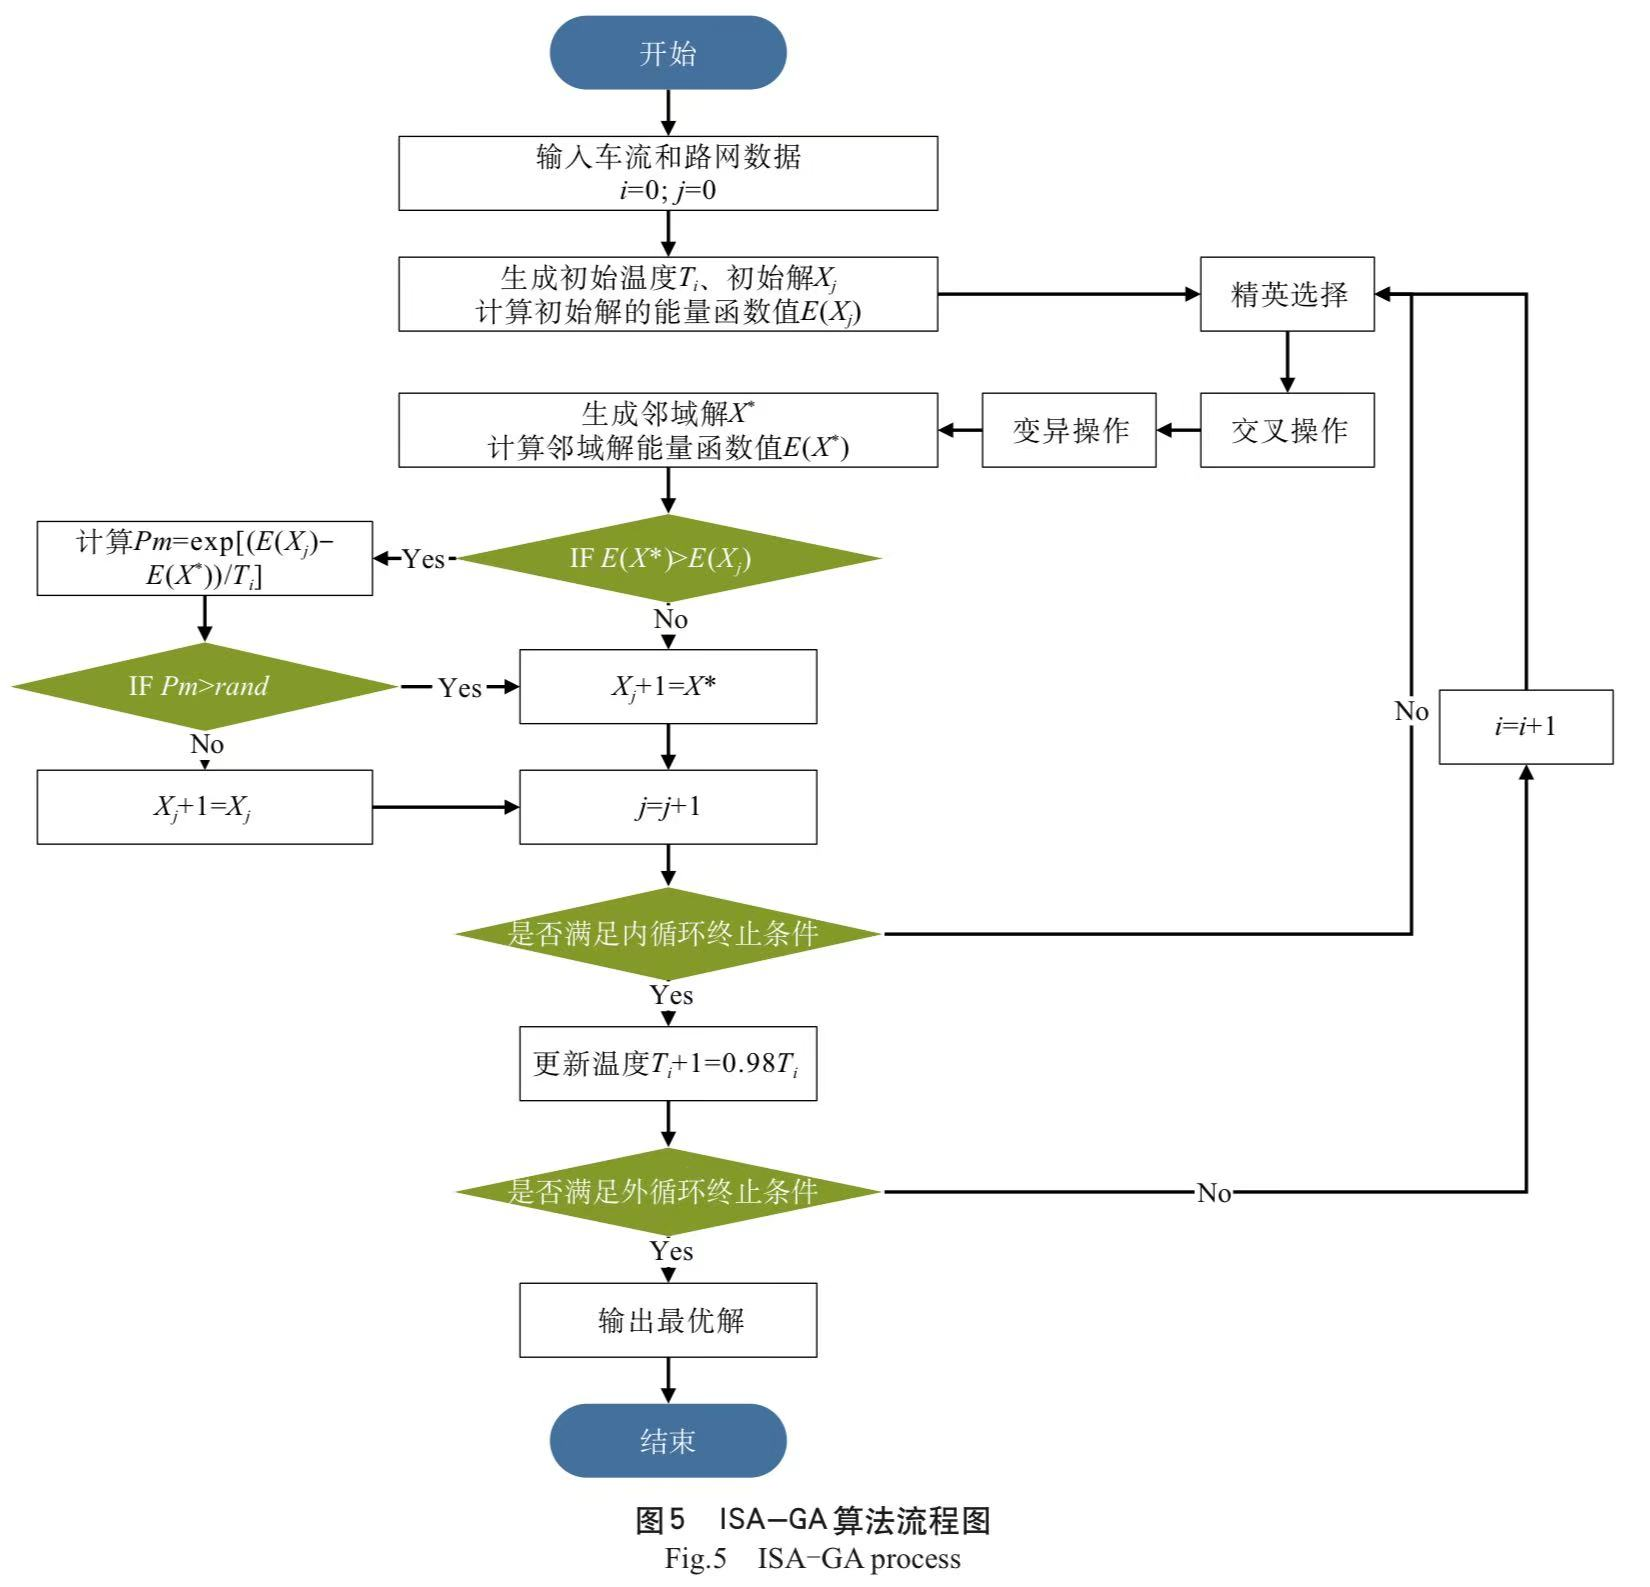 开始
输入车流和路网数据
i=0; j=0
生成初始温度Ti、初始解Xj
计算初始解的能量函数值E(Xj)
精英选择
交叉操作
变异操作
生成邻域解X*
计算邻域解能量函数值E(X*)
IF E(X*)>E(Xj)
Yes
计算Pm=exp[(E(Xj)−
E(X*))/Ti]
No
IF Pm>rand
Yes
Xj+1=X*
No
Xj+1=Xj
j=j+1
No
i=i+1
是否满足内循环终止条件
Yes
更新温度Ti+1=0.98Ti
是否满足外循环终止条件
No
Yes
输出最优解
结束
图5 ISA—GA算法流程图
Fig.5 ISA-GA process